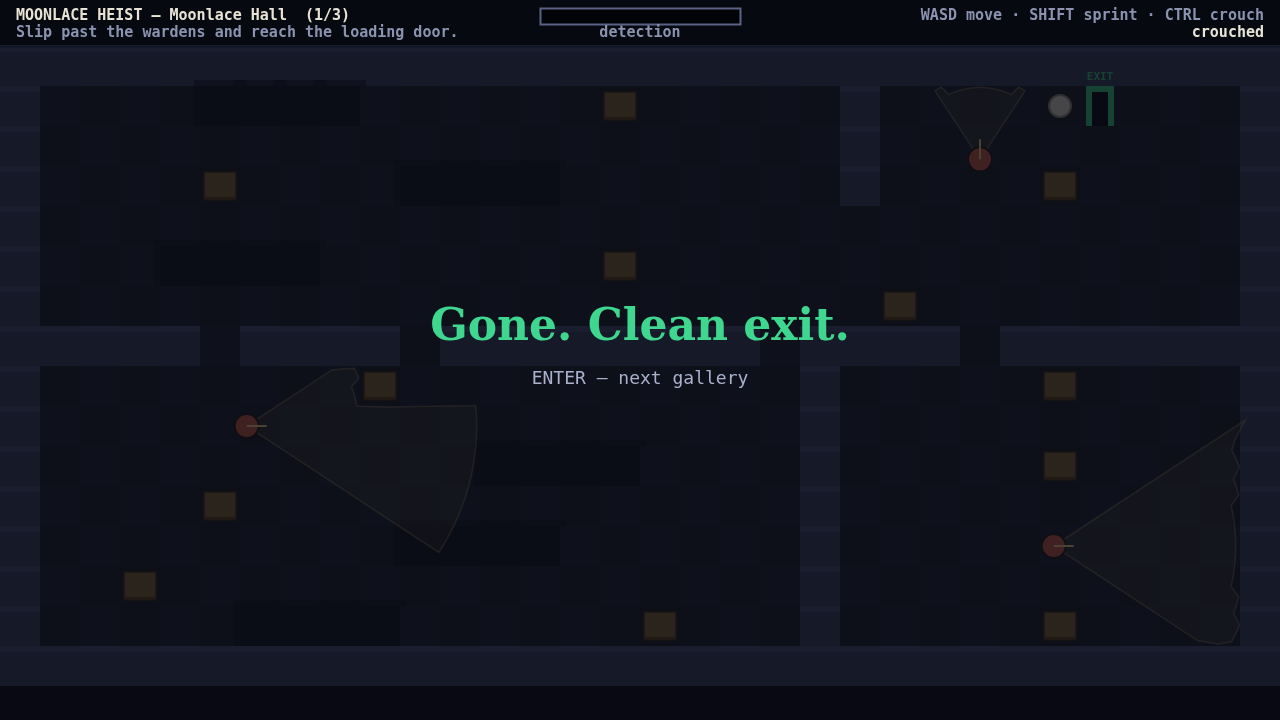 MOONLACE HEIST — Moonlace Hall  (1/3)
Slip past the wardens and reach the loading door.
detection
WASD move · SHIFT sprint · CTRL crouch
crouched
EXIT
Gone. Clean exit.
ENTER — next gallery